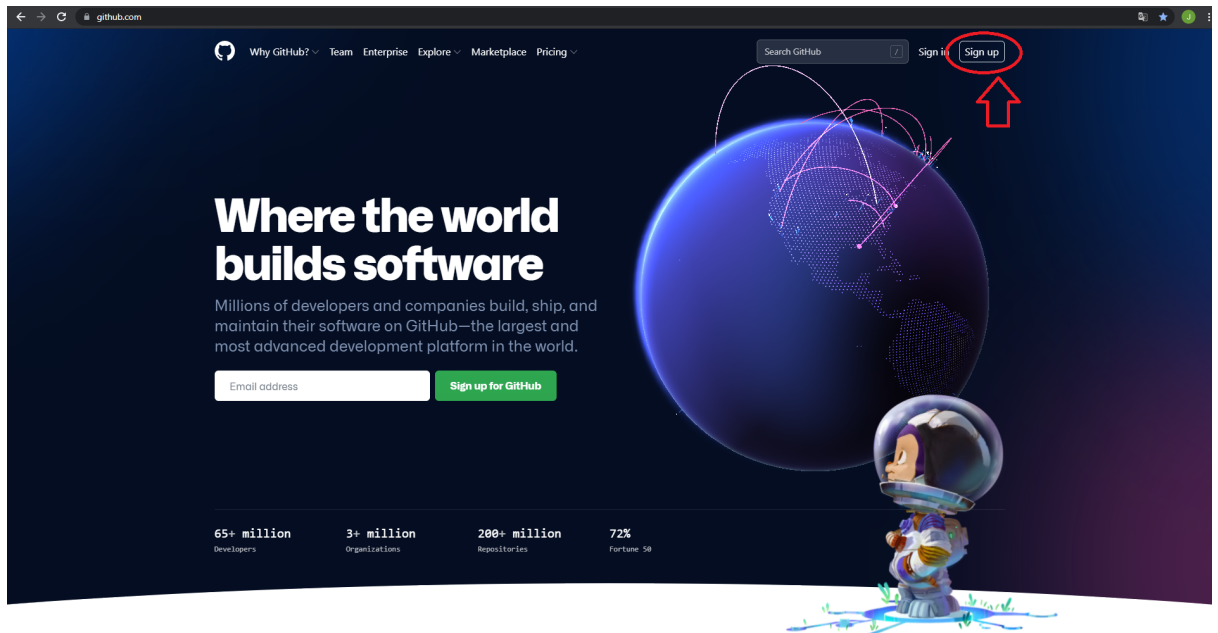 github.com
J
Why GitHub? Team Enterprise Explore Marketplace Pricing
Search GitHub /
Sign in
Sign up
Where the world
builds software
Millions of developers and companies build, ship, and
maintain their software on GitHub—the largest and
most advanced development platform in the world.
Email address
Sign up for GitHub
65+ million 3+ million 200+ million 72%
Developers Organizations Repositories Fortune 50